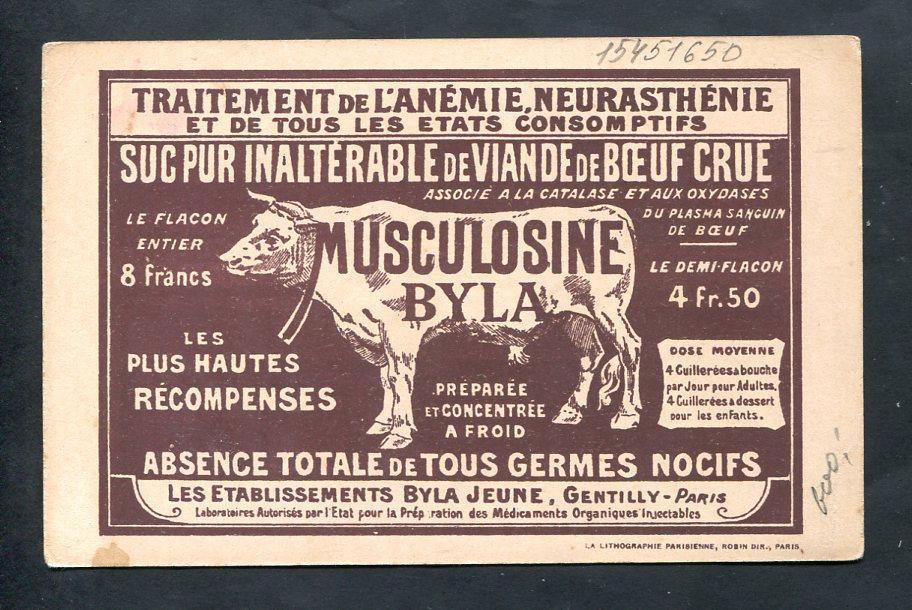 15451650
TRAITEMENT DE L'ANÉMIE, NEURASTHÉNIE
ET DE TOUS LES ETATS CONSOMPTIFS
SUC PUR INALTÉRABLE DE VIANDE DE BŒUF CRUE
ASSOCIÉ A LA CATALASE ET AUX OXYDASES
DU PLASMA SANGUIN
DE BŒUF
LE FLACON
ENTIER
8 francs
MUSCULOSINE
BYLA
LE DEMI-FLACON
4 Fr. 50
LES
PLUS HAUTES
RÉCOMPENSES
PRÉPARÉE
ET CONCENTRÉE
A FROID
DOSE MOYENNE
4 Cuillerées à bouche
par Jour pour Adultes.
4 Cuillerées à dessert
pour les enfants.
ABSENCE TOTALE DE TOUS GERMES NOCIFS
LES ETABLISSEMENTS BYLA JEUNE, GENTILLY-PARIS
Laboratoires Autorisés par l'Etat pour la Prép ration des Médicaments Organiques Injectables
LA LITHOGRAPHIE PARISIENNE, ROBIN DIR., PARIS